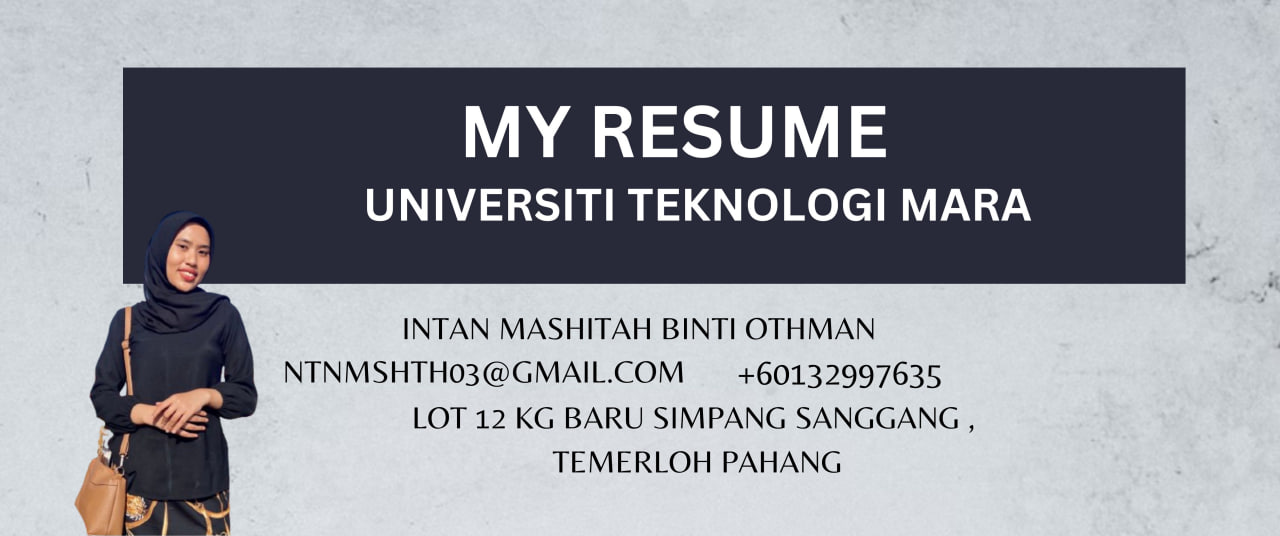 MY RESUME
UNIVERSITI TEKNOLOGI MARA
INTAN MASHITAH BINTI OTHMAN
NTNMSHTH03@GMAIL.COM +60132997635
LOT 12 KG BARU SIMPANG SANGGANG ,
TEMERLOH PAHANG